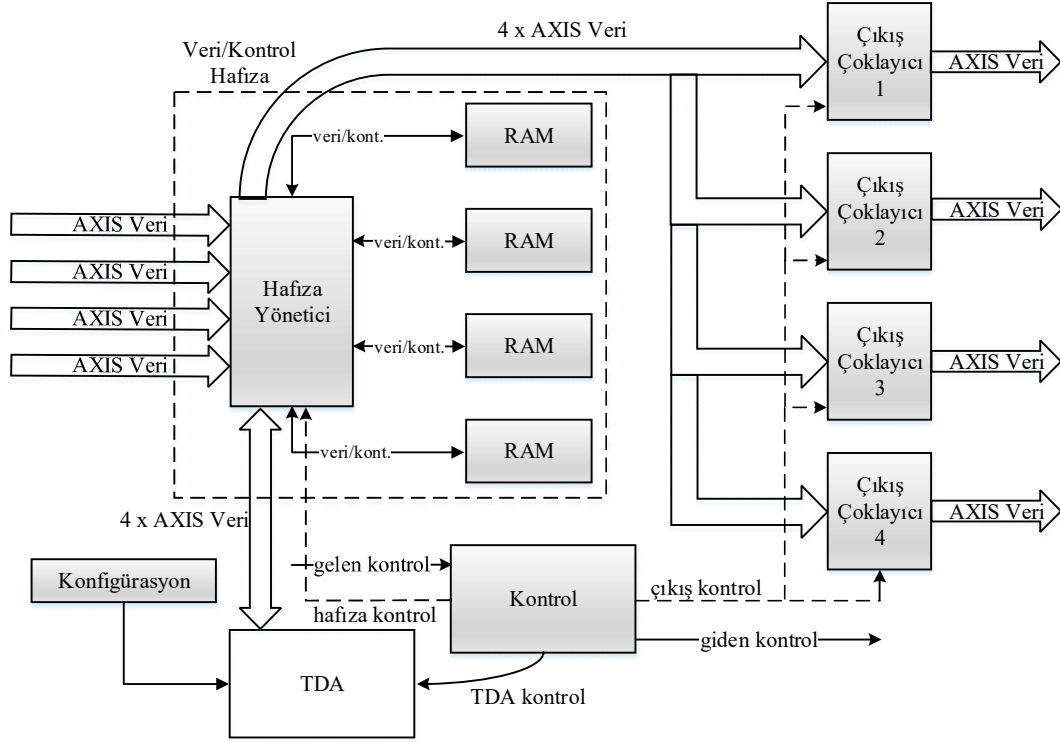 4 x AXIS Veri
Veri/Kontrol
Hafıza
Çıkış
Çoklayıcı
1
AXIS Veri
veri/kont.
RAM
AXIS Veri
AXIS Veri
AXIS Veri
AXIS Veri
Hafıza
Yönetici
veri/kont.
RAM
Çıkış
Çoklayıcı
2
AXIS Veri
veri/kont.
RAM
Çıkış
Çoklayıcı
3
AXIS Veri
veri/kont.
RAM
Çıkış
Çoklayıcı
4
AXIS Veri
4 x AXIS Veri
Konfigürasyon
gelen kontrol
hafıza kontrol
Kontrol
çıkış kontrol
giden kontrol
TDA
TDA kontrol